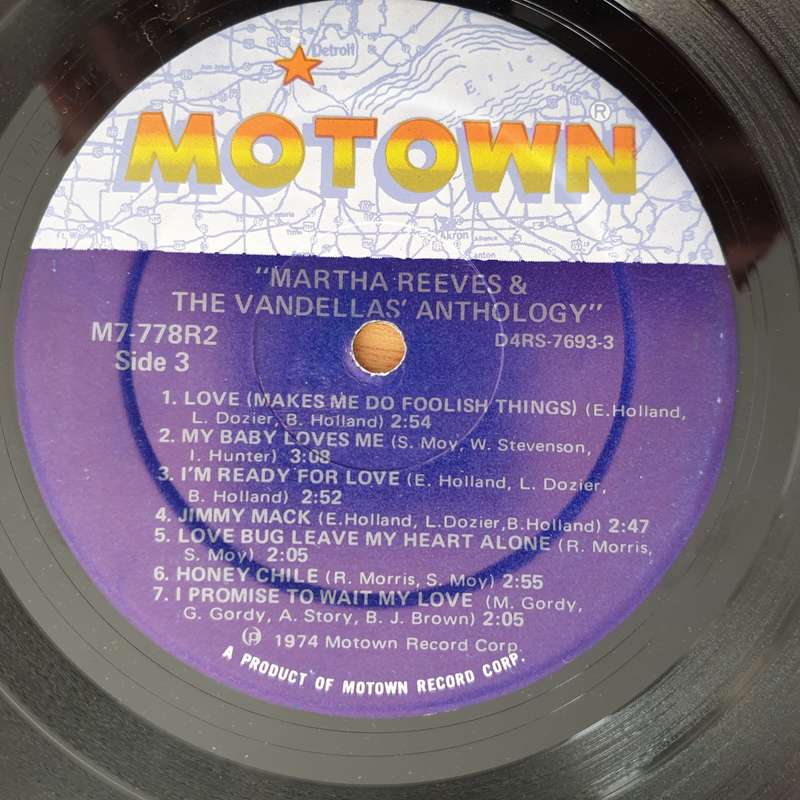 Detroit
Erie
MOTOWN®
Akron
Canton
"MARTHA REEVES &
THE VANDELLAS' ANTHOLOGY"
M7-778R2
D4RS-7693-3
Side 3
1. LOVE (MAKES ME DO FOOLISH THINGS) (E.Holland,
L. Dozier, B. Holland) 2:54
2. MY BABY LOVES ME (S. Moy, W. Stevenson,
I. Hunter) 3:08
3. I'M READY FOR LOVE (E. Holland, L. Dozier,
B. Holland) 2:52
4. JIMMY MACK (E.Holland, L.Dozier,B.Holland) 2:47
5. LOVE BUG LEAVE MY HEART ALONE (R. Morris,
S. Moy) 2:05
6. HONEY CHILE (R. Morris, S. Moy) 2:55
7. I PROMISE TO WAIT MY LOVE (M. Gordy,
G. Gordy, A. Story, B. J. Brown) 2:05
℗ 1974 Motown Record Corp.
A PRODUCT OF MOTOWN RECORD CORP.